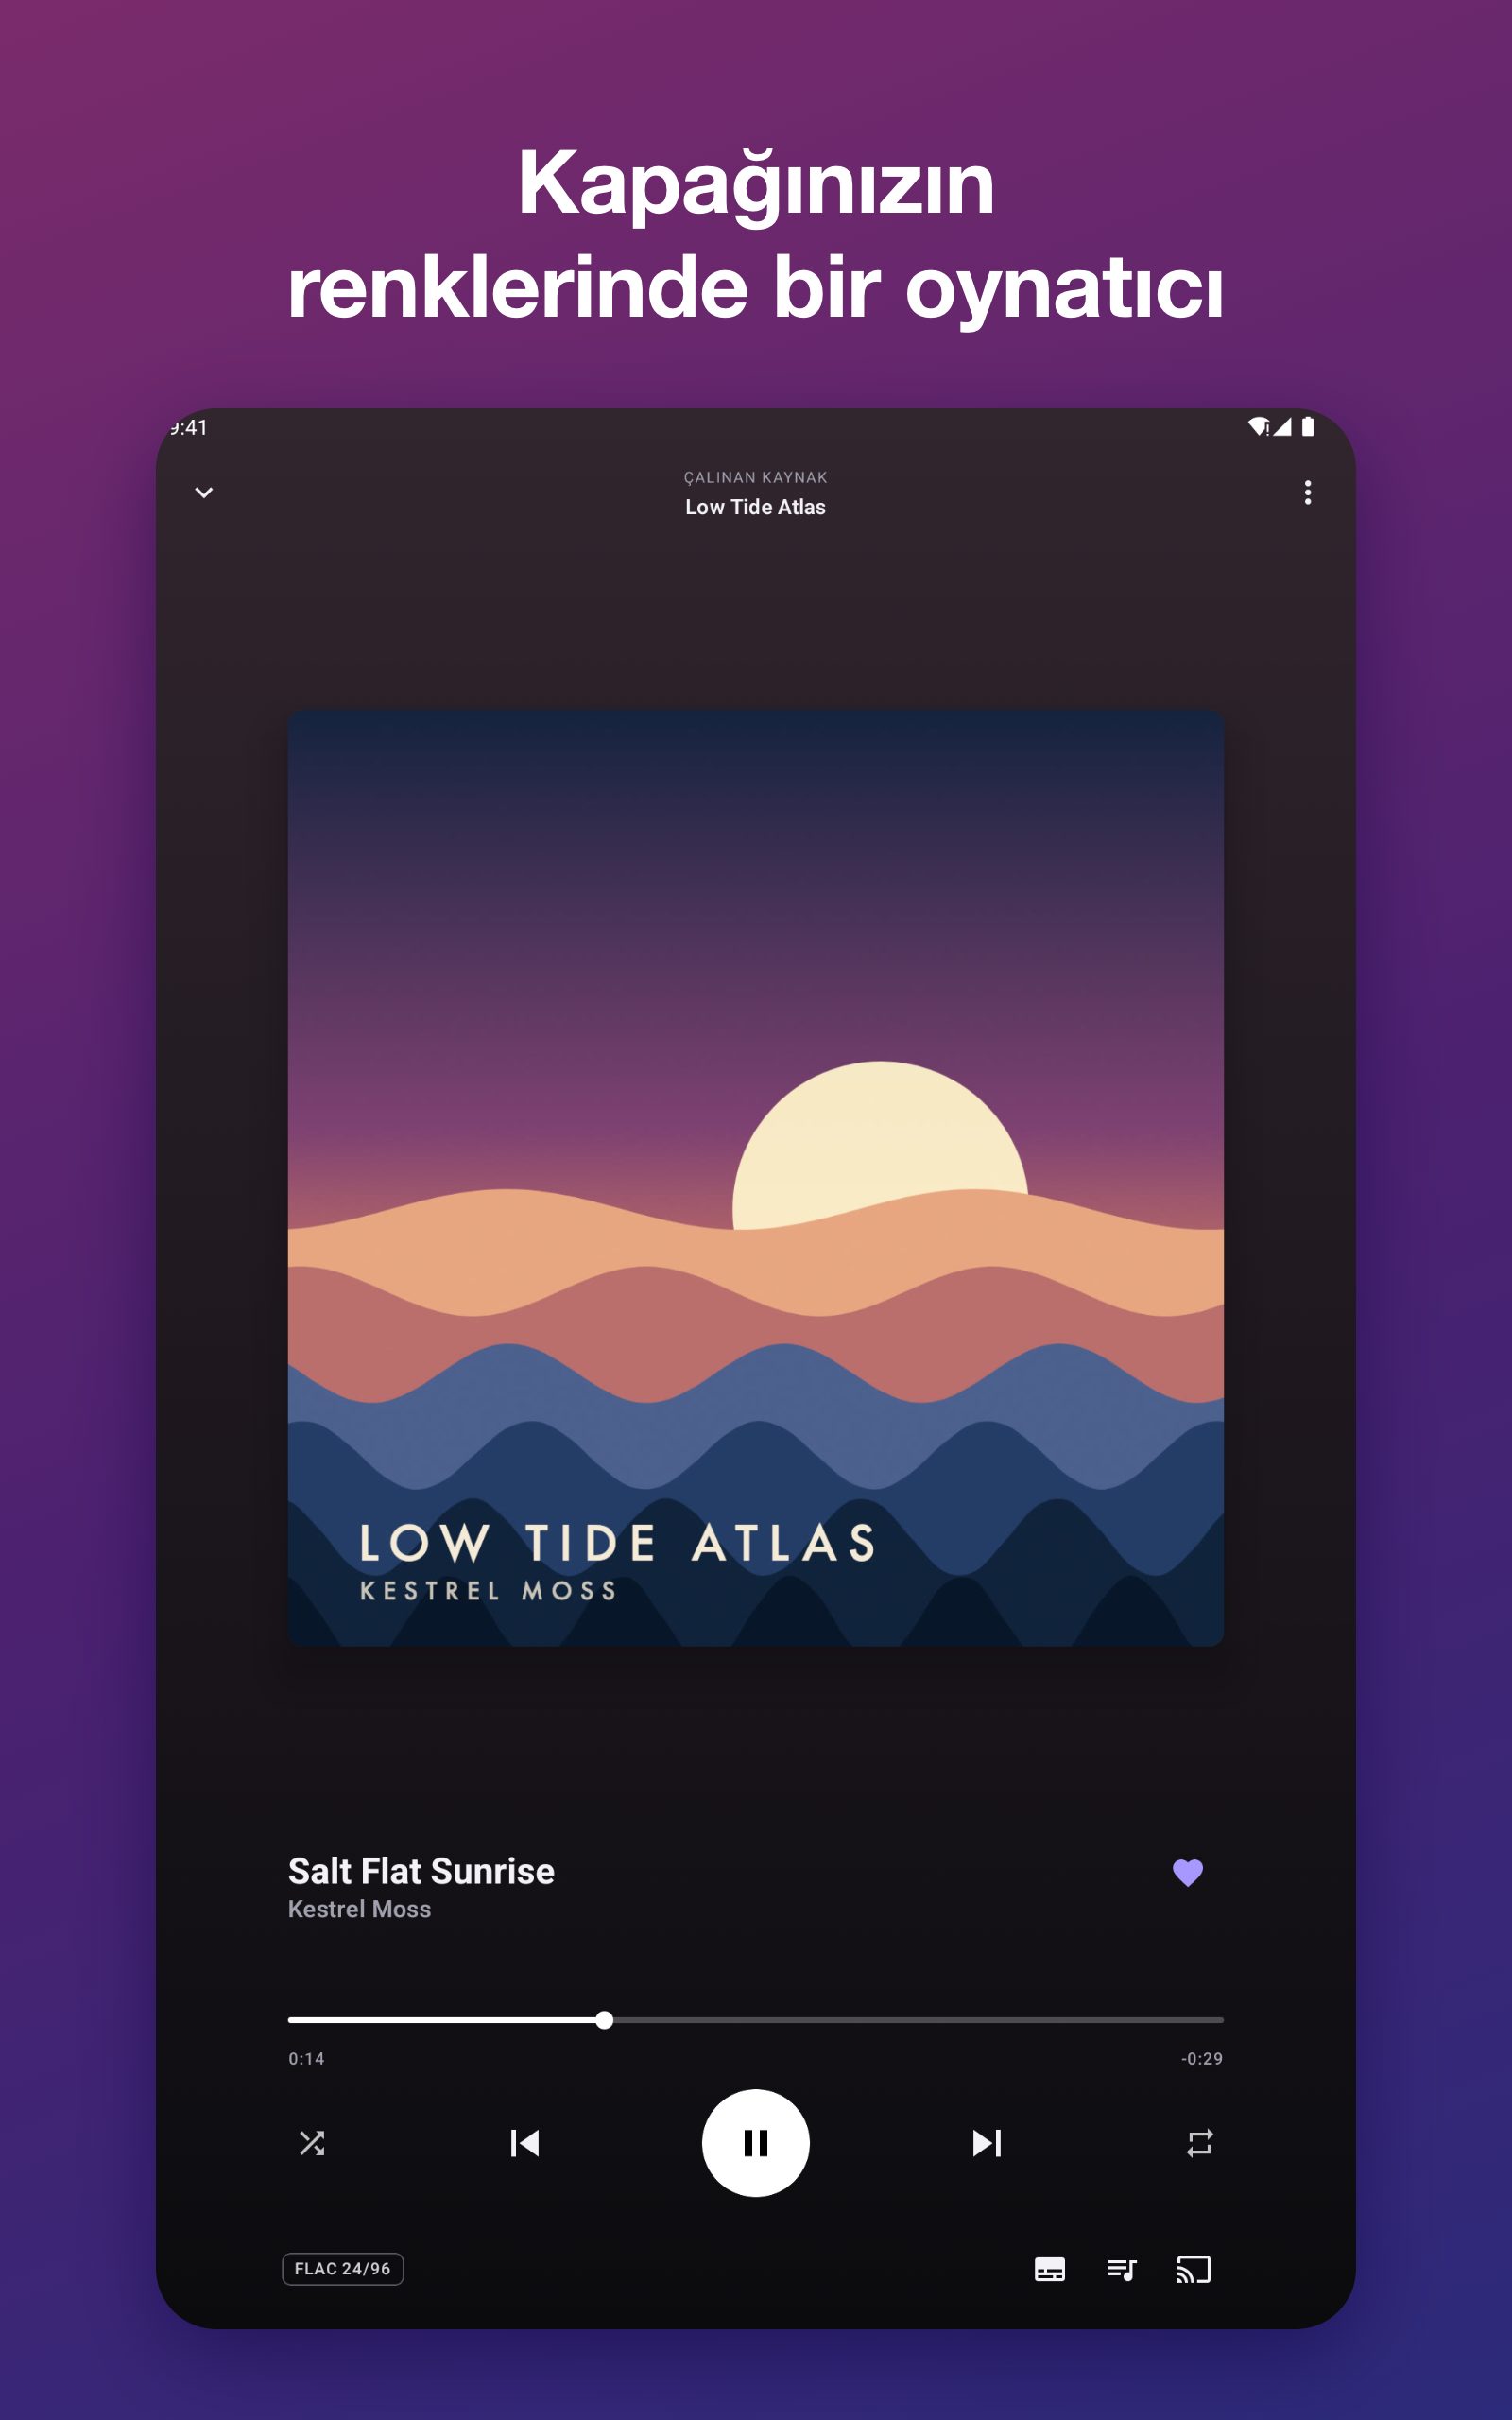 Kapağınızın
renklerinde bir oynatıcı
9:41
ÇALINAN KAYNAK
Low Tide Atlas
LOW TIDE ATLAS
KESTREL MOSS
Salt Flat Sunrise
Kestrel Moss
0:14
-0:29
FLAC 24/96